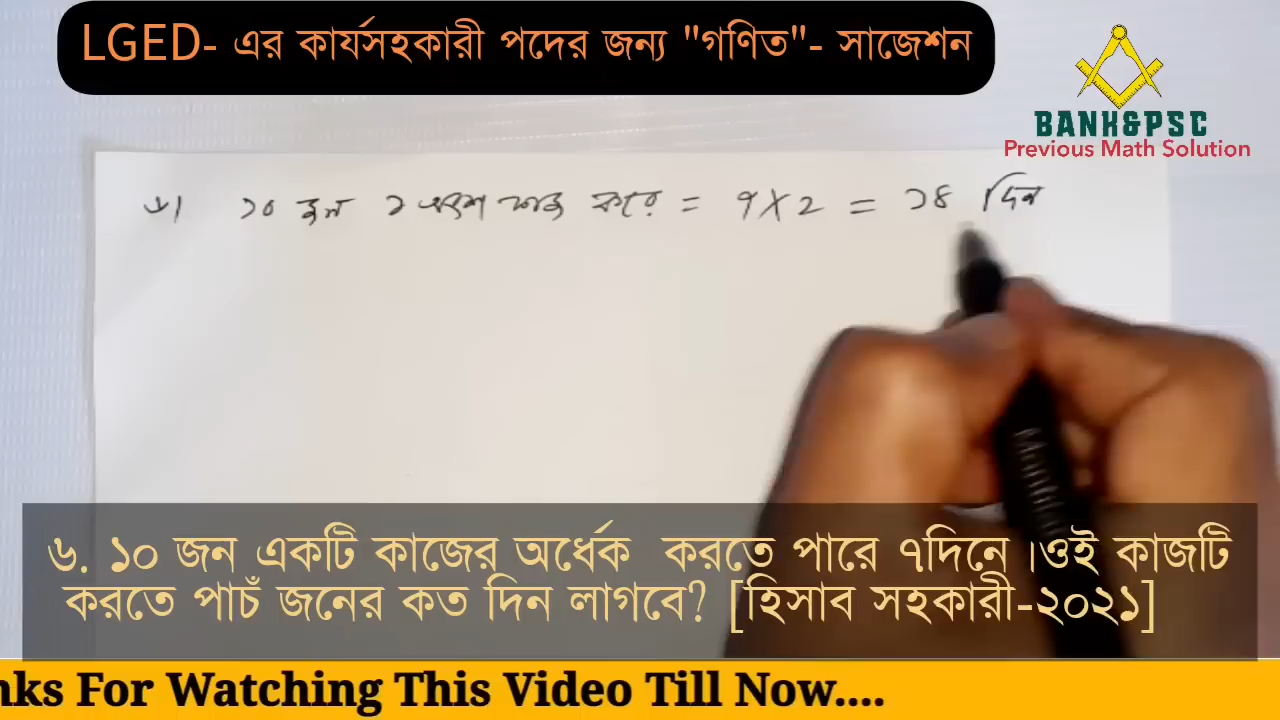 LGED- এর কার্যসহকারী পদের জন্য "গণিত"- সাজেশন
BANK&PSC
Previous Math Solution
৬। ১০ জন ১ অংশ কাজ করে = ৭ X 2 = ১৪ দিন
৬. ১০ জন একটি কাজের অর্ধেক করতে পারে ৭দিনে।ওই কাজটি
করতে পাচঁ জনের কত দিন লাগবে? [হিসাব সহকারী-২০২১]
nks For Watching This Video Till Now....